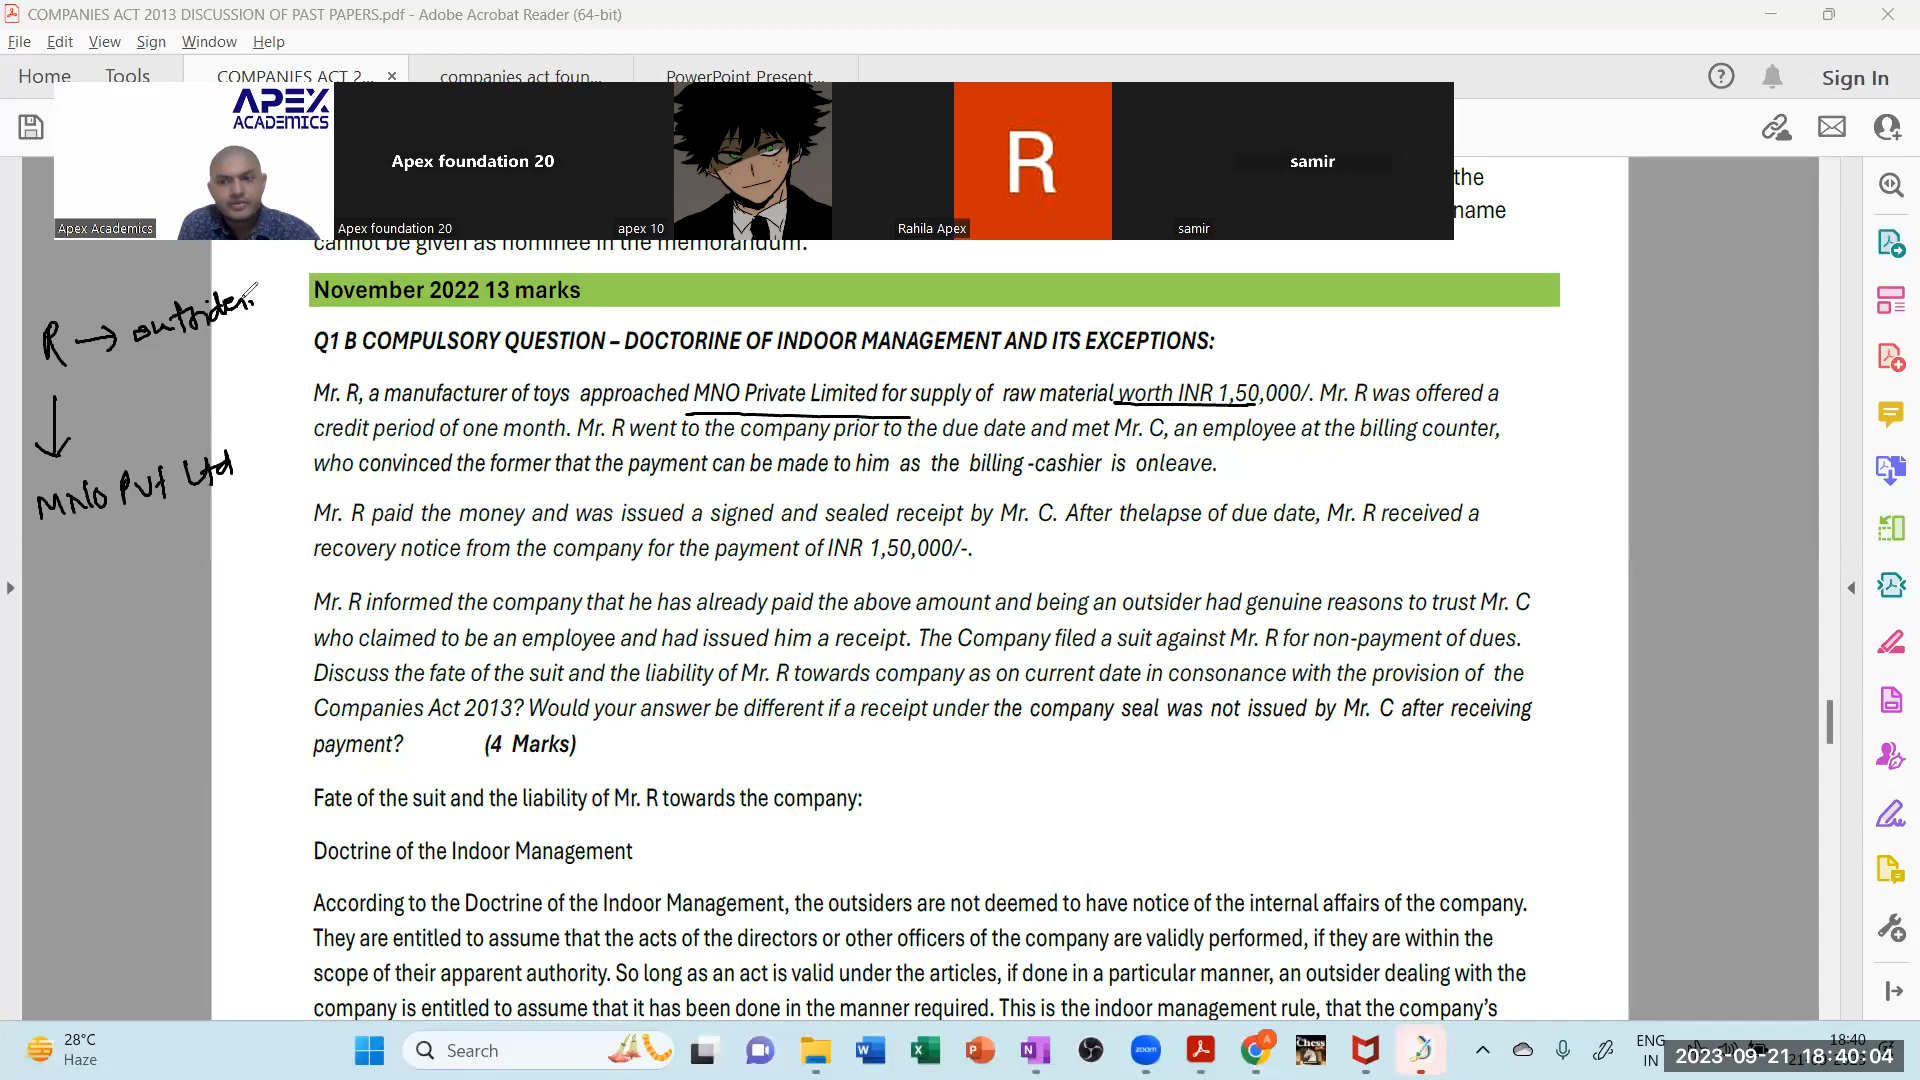 COMPANIES ACT 2013 DISCUSSION OF PAST PAPERS.pdf - Adobe Acrobat Reader (64-bit)
File Edit View Sign Window Help
Home Tools COMPANIES ACT 2... × companies act foun... PowerPoint Present...
Sign In
APEX
ACADEMICS
Apex foundation 20
R
samir
Apex Academics
Apex foundation 20
apex 10
Rahila Apex
samir
the
name
cannot be given as nominee in the memorandum.
November 2022 13 marks
R → outsider.
MNO Pvt Ltd
Q1 B COMPULSORY QUESTION – DOCTORINE OF INDOOR MANAGEMENT AND ITS EXCEPTIONS:
Mr. R, a manufacturer of toys approached MNO Private Limited for supply of raw material worth INR 1,50,000/. Mr. R was offered a
credit period of one month. Mr. R went to the company prior to the due date and met Mr. C, an employee at the billing counter,
who convinced the former that the payment can be made to him as the billing -cashier is onleave.
Mr. R paid the money and was issued a signed and sealed receipt by Mr. C. After thelapse of due date, Mr. R received a
recovery notice from the company for the payment of INR 1,50,000/-.
Mr. R informed the company that he has already paid the above amount and being an outsider had genuine reasons to trust Mr. C
who claimed to be an employee and had issued him a receipt. The Company filed a suit against Mr. R for non-payment of dues.
Discuss the fate of the suit and the liability of Mr. R towards company as on current date in consonance with the provision of the
Companies Act 2013? Would your answer be different if a receipt under the company seal was not issued by Mr. C after receiving
payment? (4 Marks)
Fate of the suit and the liability of Mr. R towards the company:
Doctrine of the Indoor Management
According to the Doctrine of the Indoor Management, the outsiders are not deemed to have notice of the internal affairs of the company.
They are entitled to assume that the acts of the directors or other officers of the company are validly performed, if they are within the
scope of their apparent authority. So long as an act is valid under the articles, if done in a particular manner, an outsider dealing with the
company is entitled to assume that it has been done in the manner required. This is the indoor management rule, that the company's
28°C
Haze
Search
zoom
Chess
ENG
IN
18:40
2023-09-21 18:40:04